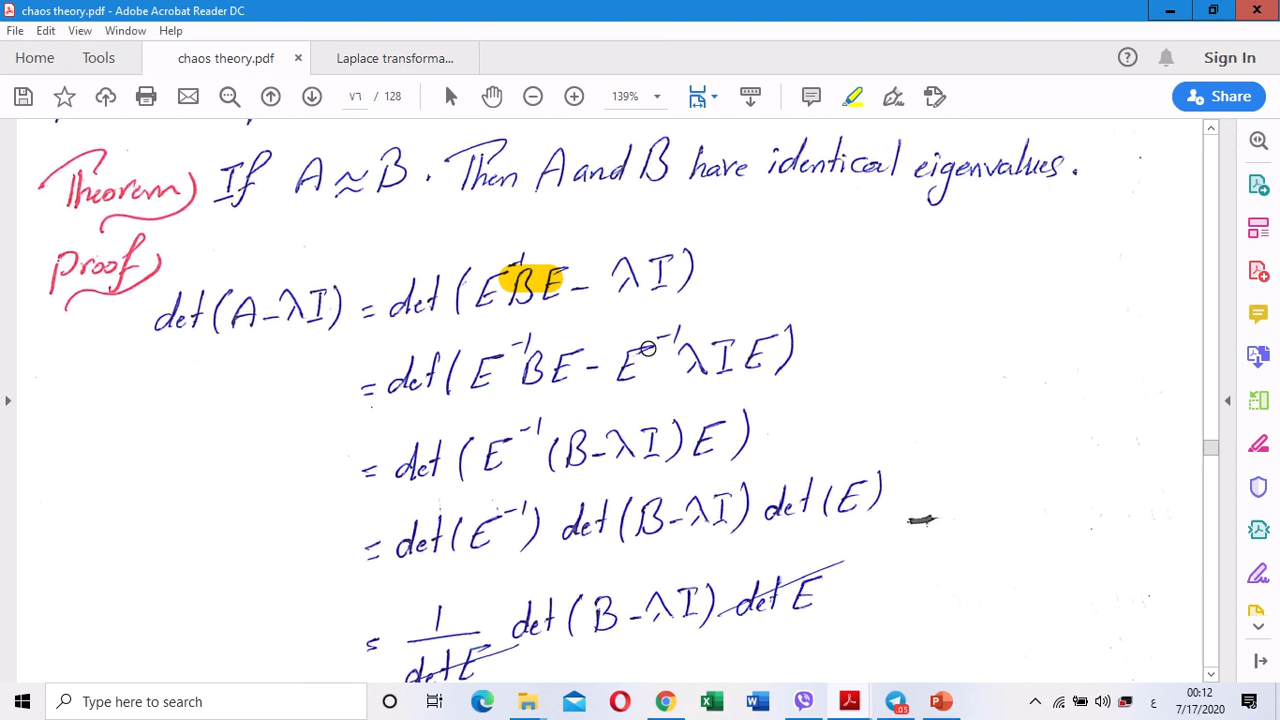 chaos theory.pdf - Adobe Acrobat Reader DC
File Edit View Window Help
Home Tools chaos theory.pdf × Laplace transforma...
Sign In
٧٦ / 128
139%
Share
Theorem) If A ≈ B . Then A and B have identical eigenvalues.
Proof)
det(A-λI) = det(E⁻¹BE - λI)
= det(E⁻¹BE - E⁻¹λIE)
= det(E⁻¹(B-λI)E)
= det(E⁻¹) det(B-λI) det(E)
= 1/det E det(B-λI) det E
Type here to search
.05
ع
00:12
7/17/2020